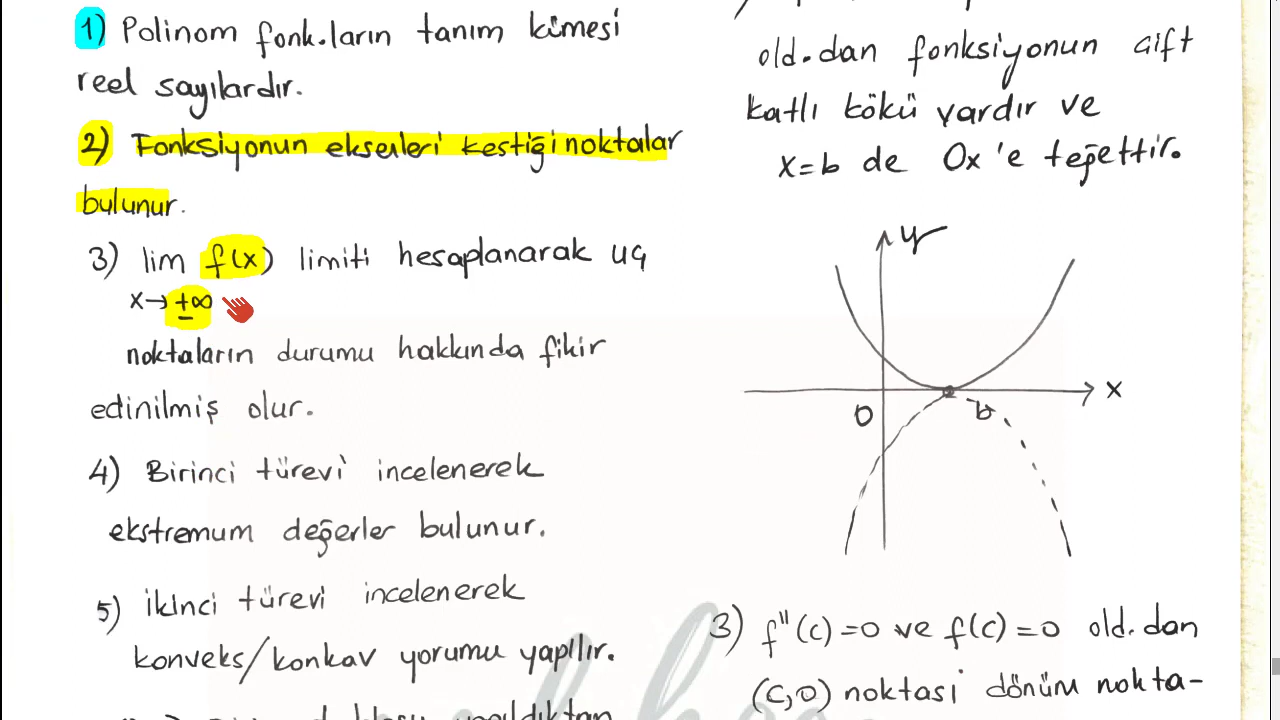 1) Polinom fonk.ların tanım kümesi
reel sayılardır.
2) Fonksiyonun eksenleri kestiği noktalar
bulunur.
3) lim f(x) limiti hesaplanarak uç
x→ ±∞
noktaların durumu hakkında fikir
edinilmiş olur.
4) Birinci türevi incelenerek
ekstremum değerler bulunur.
5) ikinci türevi incelenerek
konveks/konkav yorumu yapılır.
old.dan fonksiyonun çift
katlı kökü vardır ve
x=b de Ox'e teğettir.
y
x
0
b
3) f''(c)=0 ve f(c)=0 old.dan
(c,0) noktasi dönüm nokta-